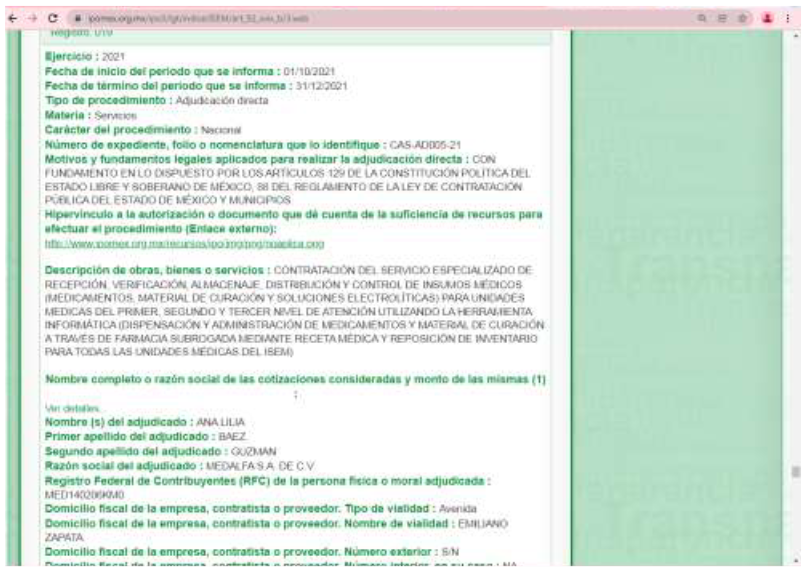 Registro: 019
Ejercicio : 2021
Fecha de inicio del periodo que se informa : 01/10/2021
Fecha de término del periodo que se informa : 31/12/2021
Tipo de procedimiento : Adjudicación directa
Materia : Servicios
Carácter del procedimiento : Nacional
Número de expediente, folio o nomenclatura que lo identifique : CAS-AD005-21
Motivos y fundamentos legales aplicados para realizar la adjudicación directa : CON
FUNDAMENTO EN LO DISPUESTO POR LOS ARTÍCULOS 129 DE LA CONSTITUCIÓN POLÍTICA DEL
ESTADO LIBRE Y SOBERANO DE MÉXICO, 88 DEL REGLAMENTO DE LA LEY DE CONTRATACIÓN
PÚBLICA DEL ESTADO DE MÉXICO Y MUNICIPIOS
Hipervínculo a la autorización o documento que dé cuenta de la suficiencia de recursos para
efectuar el procedimiento (Enlace externo):
http://www.ipomex.org.mx/recursos/ipo/img/png/noaplica.png
Descripción de obras, bienes o servicios : CONTRATACIÓN DEL SERVICIO ESPECIALIZADO DE
RECEPCIÓN, VERIFICACIÓN, ALMACENAJE, DISTRIBUCIÓN Y CONTROL DE INSUMOS MÉDICOS
(MEDICAMENTOS, MATERIAL DE CURACIÓN Y SOLUCIONES ELECTROLÍTICAS) PARA UNIDADES
MEDICAS DEL PRIMER, SEGUNDO Y TERCER NIVEL DE ATENCIÓN UTILIZANDO LA HERRAMIENTA
INFORMÁTICA (DISPENSACIÓN Y ADMINISTRACIÓN DE MEDICAMENTOS Y MATERIAL DE CURACIÓN
A TRAVÉS DE FARMACIA SUBROGADA MEDIANTE RECETA MÉDICA Y REPOSICIÓN DE INVENTARIO
PARA TODAS LAS UNIDADES MÉDICAS DEL ISEM)
Nombre completo o razón social de las cotizaciones consideradas y monto de las mismas (1)
:
Ver detalles...
Nombre (s) del adjudicado : ANA LILIA
Primer apellido del adjudicado : BAEZ
Segundo apellido del adjudicado : GUZMAN
Razón social del adjudicado : MEDALFA S.A. DE C.V.
Registro Federal de Contribuyentes (RFC) de la persona física o moral adjudicada :
MED140206KM0
Domicilio fiscal de la empresa, contratista o proveedor. Tipo de vialidad : Avenida
Domicilio fiscal de la empresa, contratista o proveedor. Nombre de vialidad : EMILIANO
ZAPATA
Domicilio fiscal de la empresa, contratista o proveedor. Número exterior : S/N
Domicilio fiscal de la empresa, contratista o proveedor. Número interior, en su caso : NA